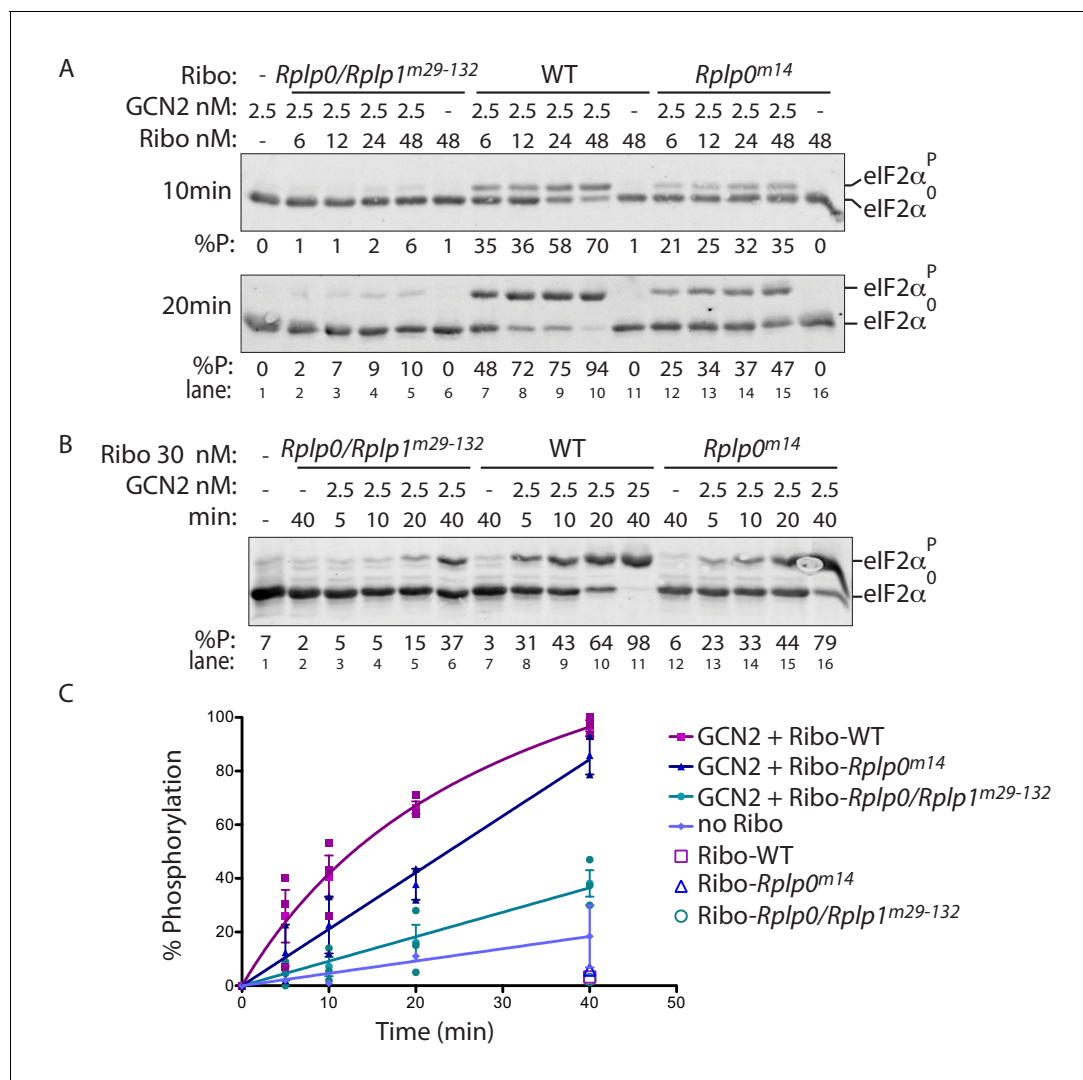 A
Ribo: - Rplp0/Rplp1m29-132 WT Rplp0m14
GCN2 nM: 2.5 2.5 2.5 2.5 2.5 - 2.5 2.5 2.5 2.5 - 2.5 2.5 2.5 2.5 -
Ribo nM: - 6 12 24 48 48 6 12 24 48 48 6 12 24 48 48
10min eIF2αP
eIF2α0
%P: 0 1 1 2 6 1 35 36 58 70 1 21 25 32 35 0
20min eIF2αP
eIF2α0
%P: 0 2 7 9 10 0 48 72 75 94 0 25 34 37 47 0
lane: 1 2 3 4 5 6 7 8 9 10 11 12 13 14 15 16
B
Ribo 30 nM: - Rplp0/Rplp1m29-132 WT Rplp0m14
GCN2 nM: - - 2.5 2.5 2.5 2.5 - 2.5 2.5 2.5 25 - 2.5 2.5 2.5 2.5
min: - 40 5 10 20 40 40 5 10 20 40 40 5 10 20 40
eIF2αP
eIF2α0
%P: 7 2 5 5 15 37 3 31 43 64 98 6 23 33 44 79
lane: 1 2 3 4 5 6 7 8 9 10 11 12 13 14 15 16
C
% Phosphorylation
100
80
60
40
20
0
0 10 20 30 40 50
Time (min)
GCN2 + Ribo-WT
GCN2 + Ribo-Rplp0m14
GCN2 + Ribo-Rplp0/Rplp1m29-132
no Ribo
Ribo-WT
Ribo-Rplp0m14
Ribo-Rplp0/Rplp1m29-132